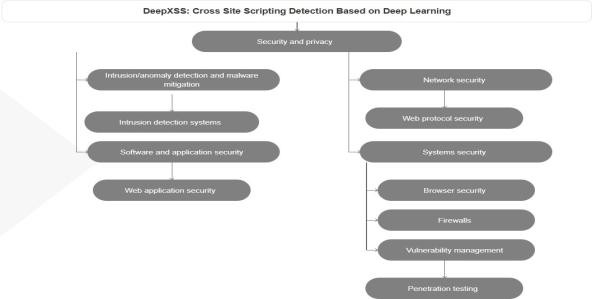 DeepXSS: Cross Site Scripting Detection Based on Deep Learning
Security and privacy
Intrusion/anomaly detection and malware
mitigation
Intrusion detection systems
Software and application security
Web application security
Network security
Web protocol security
Systems security
Browser security
Firewalls
Vulnerability management
Penetration testing